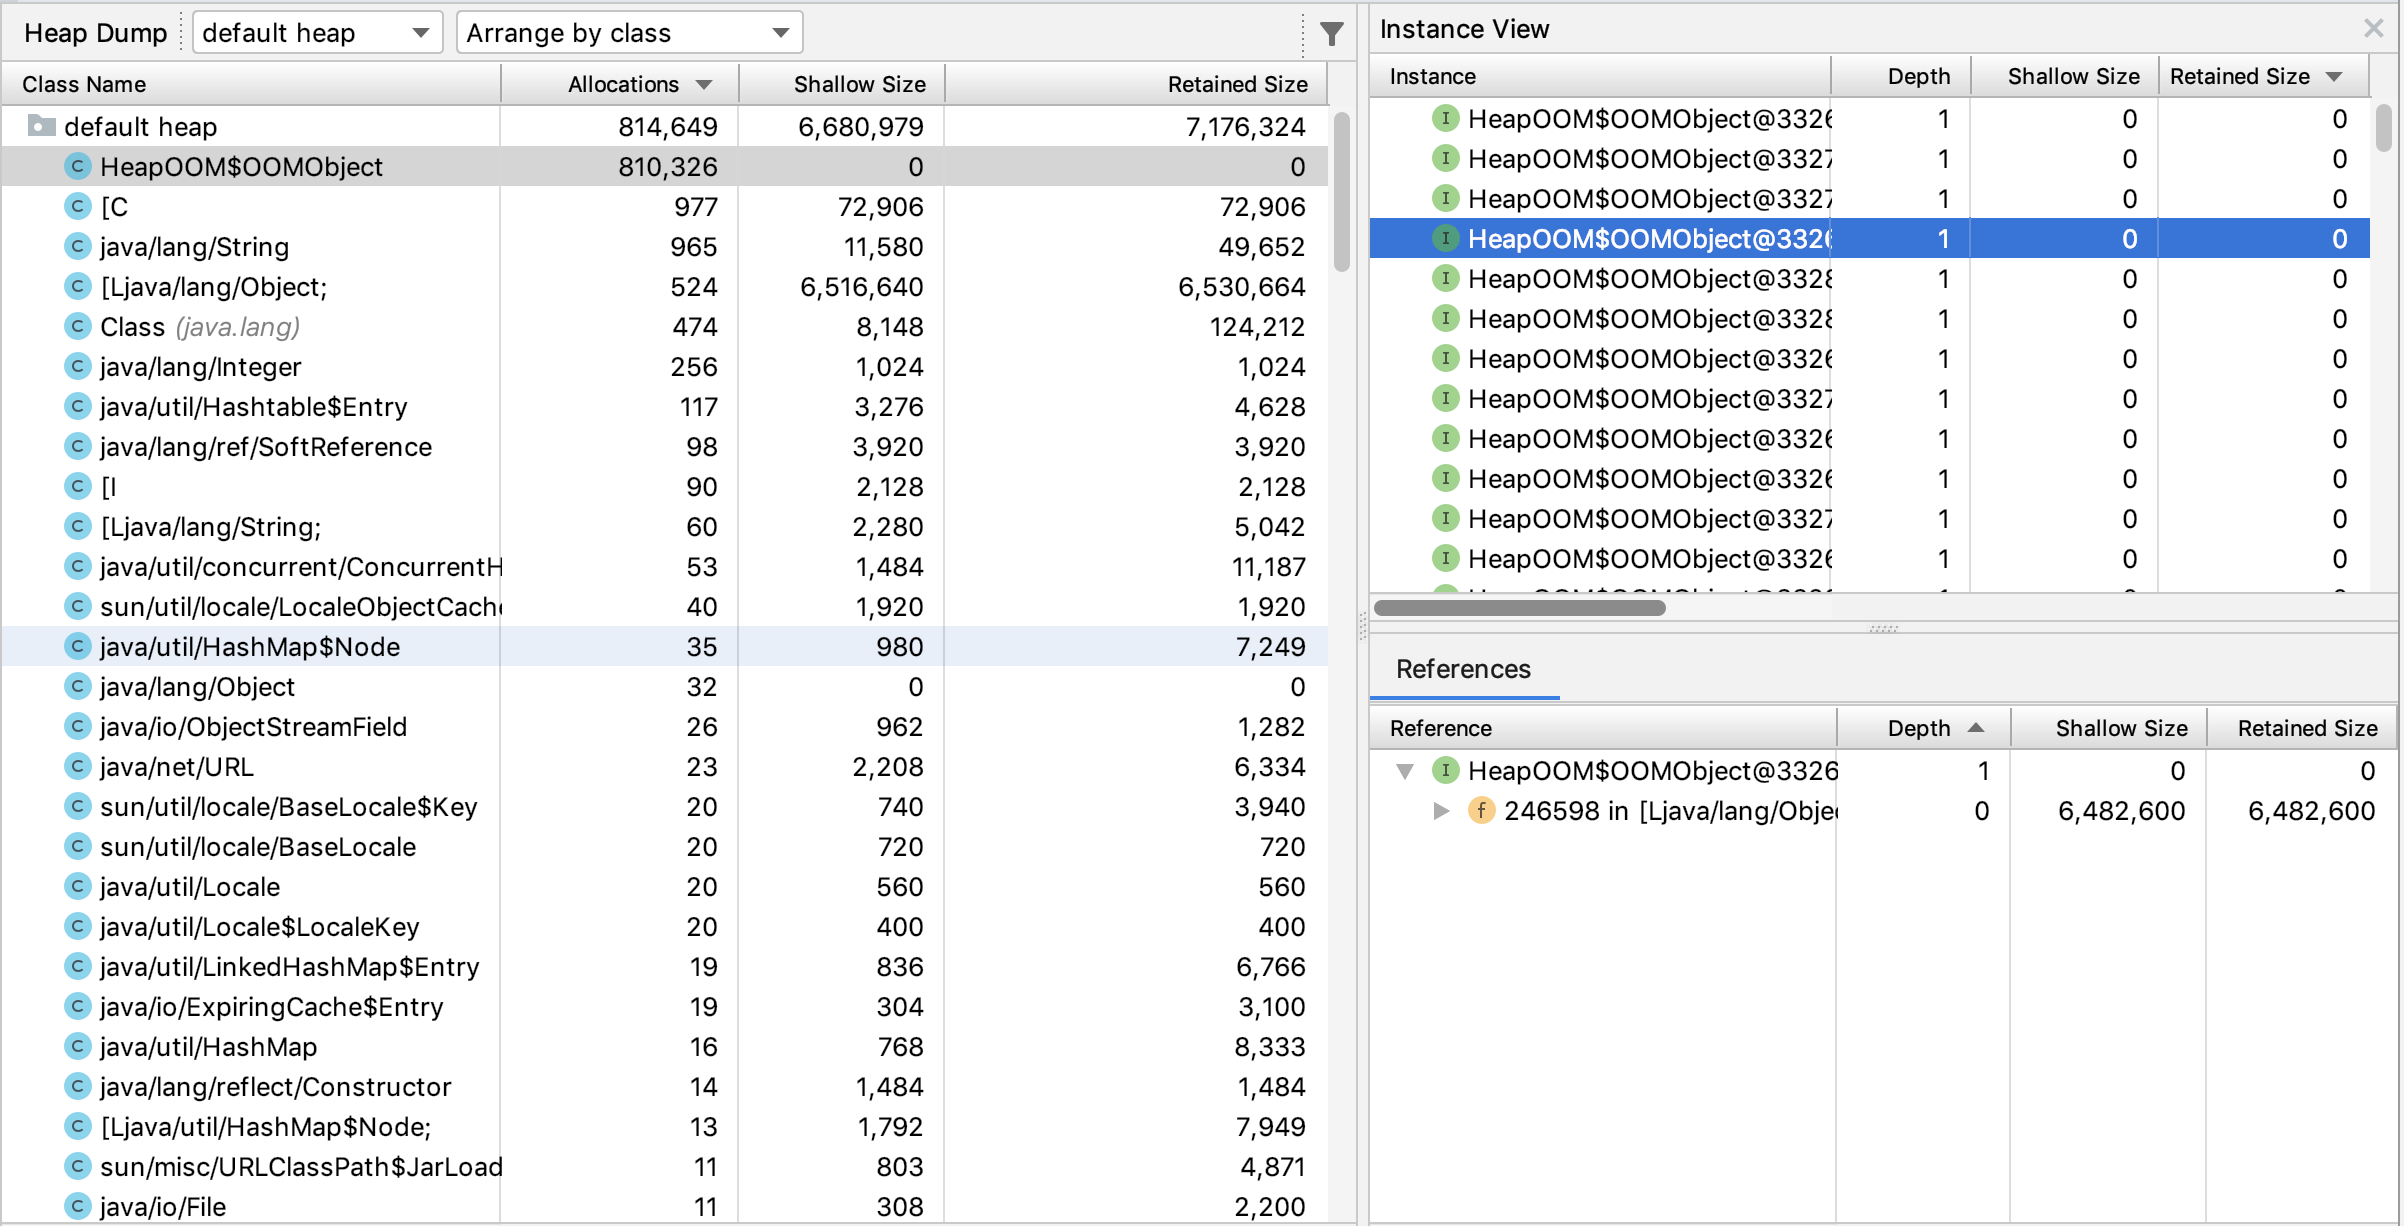 Heap Dump default heap Arrange by class
Class Name Allocations Shallow Size Retained Size
default heap 814,649 6,680,979 7,176,324
HeapOOM$OOMObject 810,326 0 0
[C 977 72,906 72,906
java/lang/String 965 11,580 49,652
[Ljava/lang/Object; 524 6,516,640 6,530,664
Class (java.lang) 474 8,148 124,212
java/lang/Integer 256 1,024 1,024
java/util/Hashtable$Entry 117 3,276 4,628
java/lang/ref/SoftReference 98 3,920 3,920
[I 90 2,128 2,128
[Ljava/lang/String; 60 2,280 5,042
java/util/concurrent/ConcurrentH 53 1,484 11,187
sun/util/locale/LocaleObjectCach 40 1,920 1,920
java/util/HashMap$Node 35 980 7,249
java/lang/Object 32 0 0
java/io/ObjectStreamField 26 962 1,282
java/net/URL 23 2,208 6,334
sun/util/locale/BaseLocale$Key 20 740 3,940
sun/util/locale/BaseLocale 20 720 720
java/util/Locale 20 560 560
java/util/Locale$LocaleKey 20 400 400
java/util/LinkedHashMap$Entry 19 836 6,766
java/io/ExpiringCache$Entry 19 304 3,100
java/util/HashMap 16 768 8,333
java/lang/reflect/Constructor 14 1,484 1,484
[Ljava/util/HashMap$Node; 13 1,792 7,949
sun/misc/URLClassPath$JarLoad 11 803 4,871
java/io/File 11 308 2,200
Instance View
Instance Depth Shallow Size Retained Size
HeapOOM$OOMObject@3326 1 0 0
HeapOOM$OOMObject@3327 1 0 0
HeapOOM$OOMObject@3327 1 0 0
HeapOOM$OOMObject@3326 1 0 0
HeapOOM$OOMObject@3328 1 0 0
HeapOOM$OOMObject@3328 1 0 0
HeapOOM$OOMObject@3326 1 0 0
HeapOOM$OOMObject@3327 1 0 0
HeapOOM$OOMObject@3326 1 0 0
HeapOOM$OOMObject@3326 1 0 0
HeapOOM$OOMObject@3327 1 0 0
HeapOOM$OOMObject@3326 1 0 0
References
Reference Depth Shallow Size Retained Size
HeapOOM$OOMObject@3326 1 0 0
246598 in [Ljava/lang/Obje 0 6,482,600 6,482,600